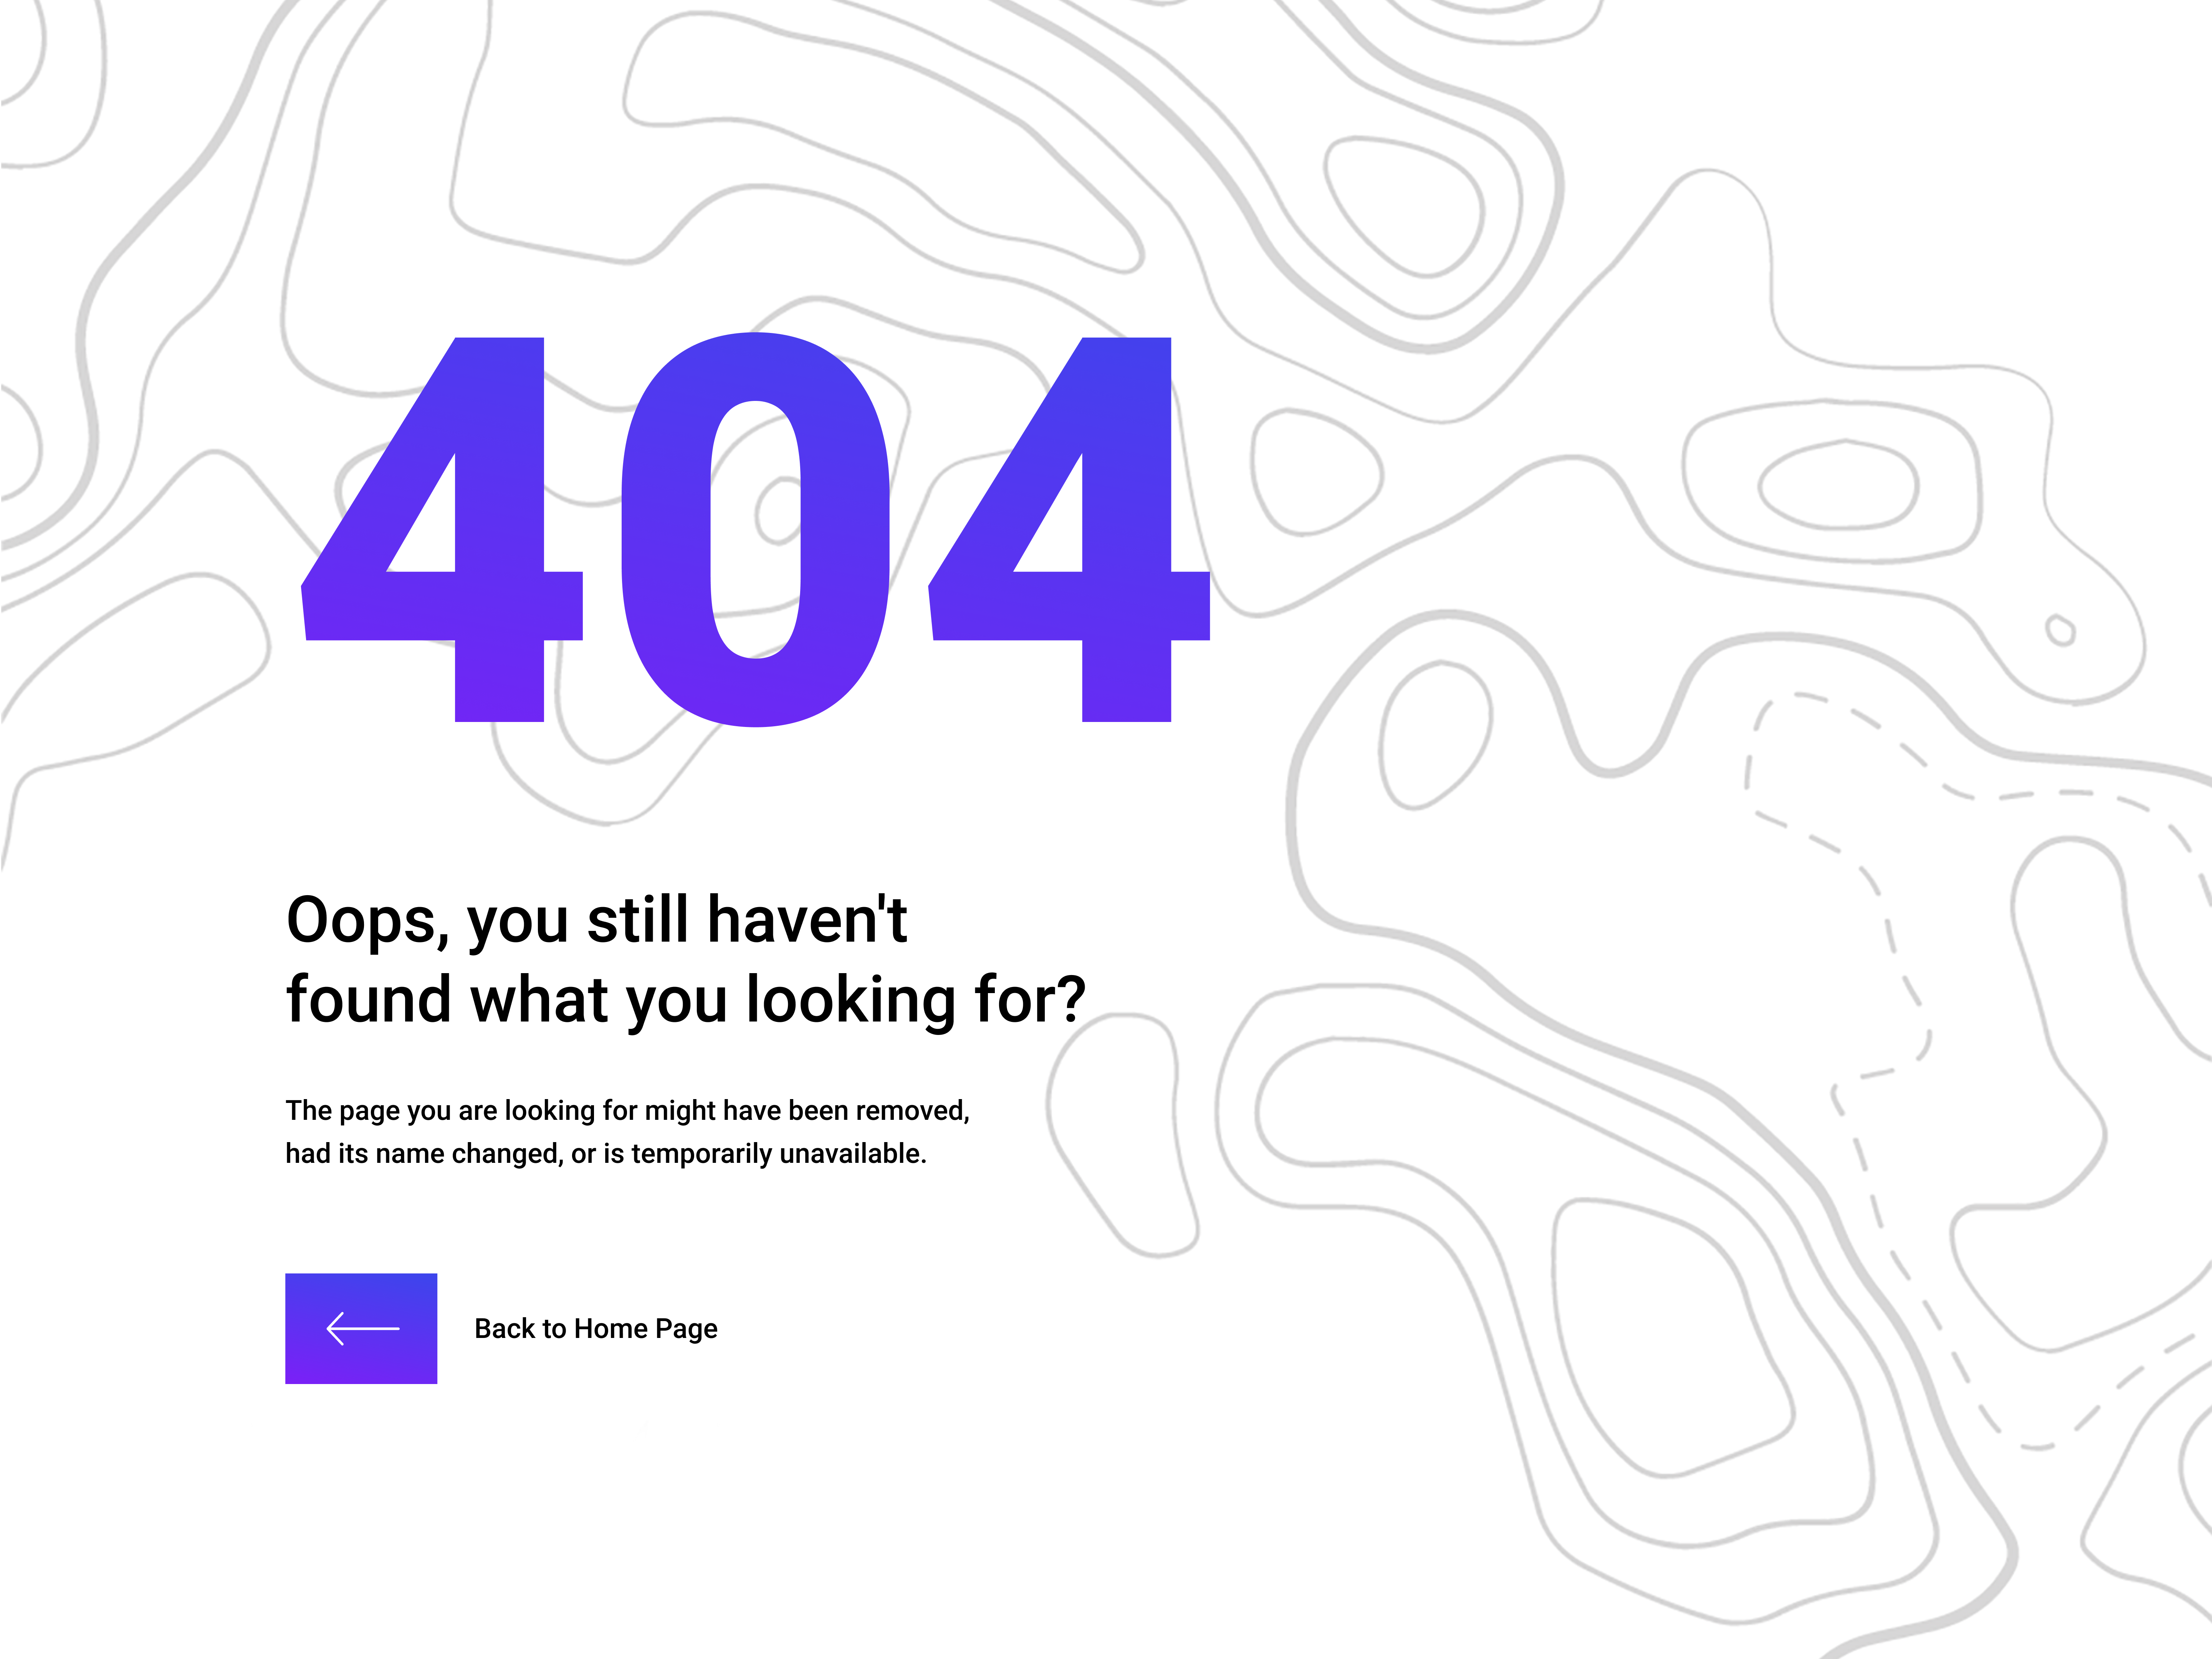 404
Oops, you still haven't
found what you looking for?
The page you are looking for might have been removed,
had its name changed, or is temporarily unavailable.
Back to Home Page